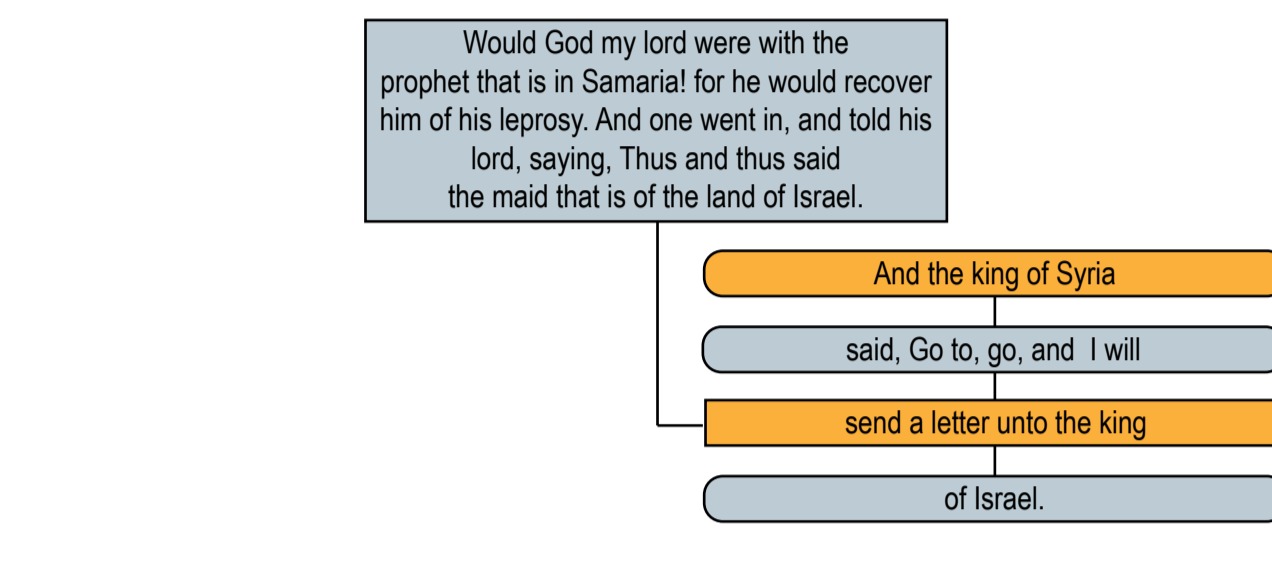 Would God my lord were with the
prophet that is in Samaria! for he would recover
him of his leprosy. And one went in, and told his
lord, saying, Thus and thus said
the maid that is of the land of Israel.
And the king of Syria
said, Go to, go, and  I will
send a letter unto the king
of Israel.